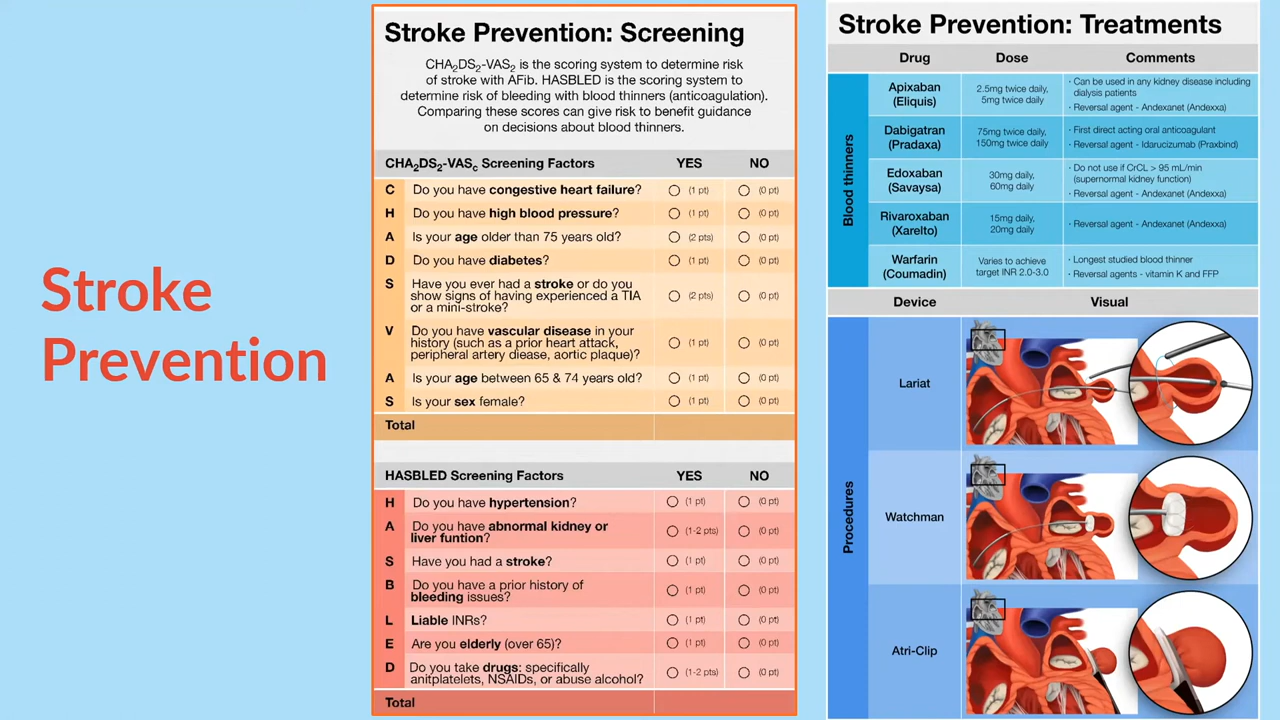 Stroke
Prevention
Stroke Prevention: Screening
CHA2DS2-VAS2 is the scoring system to determine risk
of stroke with AFib. HASBLED is the scoring system to
determine risk of bleeding with blood thinners (anticoagulation).
Comparing these scores can give risk to benefit guidance
on decisions about blood thinners.
CHA2DS2-VASc Screening Factors YES NO
C Do you have congestive heart failure? (1 pt) (0 pt)
H Do you have high blood pressure? (1 pt) (0 pt)
A Is your age older than 75 years old? (2 pts) (0 pt)
D Do you have diabetes? (1 pt) (0 pt)
S Have you ever had a stroke or do you
show signs of having experienced a TIA
or a mini-stroke? (2 pts) (0 pt)
V Do you have vascular disease in your
history (such as a prior heart attack,
peripheral artery diease, aortic plaque)? (1 pt) (0 pt)
A Is your age between 65 & 74 years old? (1 pt) (0 pt)
S Is your sex female? (1 pt) (0 pt)
Total
HASBLED Screening Factors YES NO
H Do you have hypertension? (1 pt) (0 pt)
A Do you have abnormal kidney or
liver funtion? (1-2 pts) (0 pt)
S Have you had a stroke? (1 pt) (0 pt)
B Do you have a prior history of
bleeding issues? (1 pt) (0 pt)
L Liable INRs? (1 pt) (0 pt)
E Are you elderly (over 65)? (1 pt) (0 pt)
D Do you take drugs: specifically
anitplatelets, NSAIDs, or abuse alcohol? (1-2 pts) (0 pt)
Total
Stroke Prevention: Treatments
Drug Dose Comments
Blood thinners
Apixaban
(Eliquis)
2.5mg twice daily,
5mg twice daily
· Can be used in any kidney disease including
dialysis patients
· Reversal agent - Andexanet (Andexxa)
Dabigatran
(Pradaxa)
75mg twice daily,
150mg twice daily
· First direct acting oral anticoagulant
· Reversal agent - Idarucizumab (Praxbind)
Edoxaban
(Savaysa)
30mg daily,
60mg daily
· Do not use if CrCL > 95 mL/min
(supernormal kidney function)
· Reversal agent - Andexanet (Andexxa)
Rivaroxaban
(Xarelto)
15mg daily,
20mg daily
· Reversal agent - Andexanet (Andexxa)
Warfarin
(Coumadin)
Varies to achieve
target INR 2.0-3.0
· Longest studied blood thinner
· Reversal agents - vitamin K and FFP
Device Visual
Procedures
Lariat
Watchman
Atri-Clip